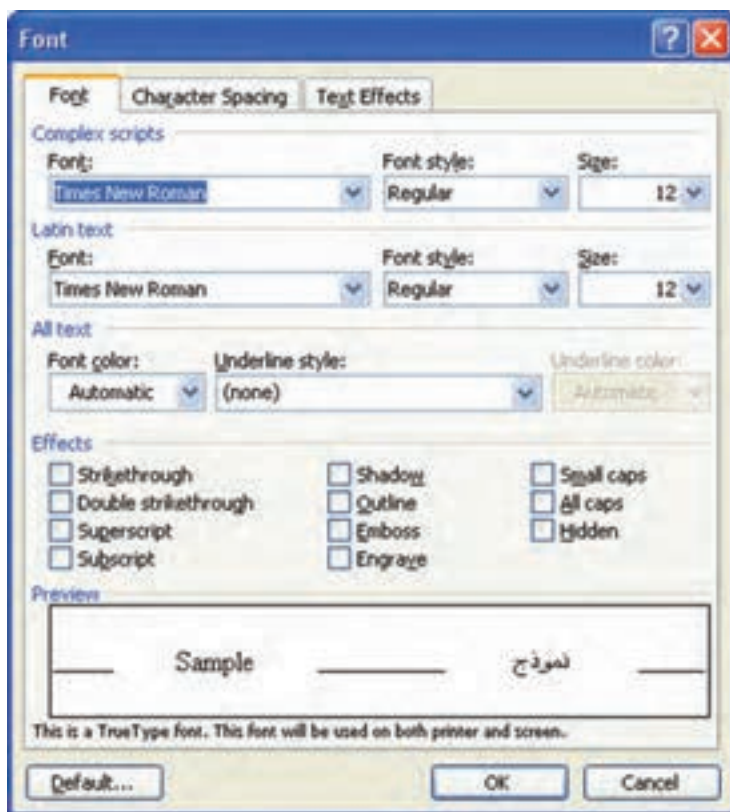 Font
Font Character Spacing Text Effects
Complex scripts
Font: Font style: Size:
Times New Roman Regular 12
Latin text
Font: Font style: Size:
Times New Roman Regular 12
All text
Font color: Underline style: Underline color:
Automatic (none) Automatic
Effects
Strikethrough Shadow Small caps
Double strikethrough Outline All caps
Superscript Emboss Hidden
Subscript Engrave
Preview
Sample نموذج
This is a TrueType font. This font will be used on both printer and screen.
Default... OK Cancel